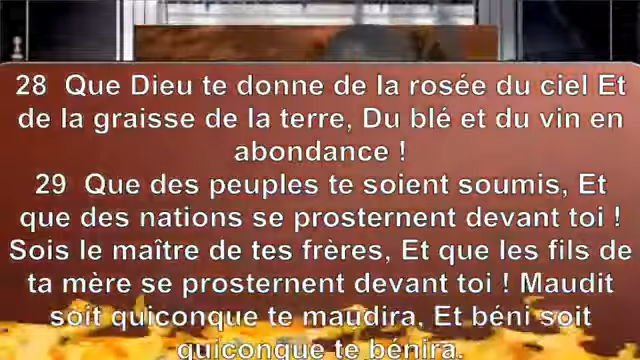 28  Que Dieu te donne de la rosée du ciel Et
de la graisse de la terre, Du blé et du vin en
abondance !
29  Que des peuples te soient soumis, Et
que des nations se prosternent devant toi !
Sois le maître de tes frères, Et que les fils de
ta mère se prosternent devant toi ! Maudit
soit quiconque te maudira, Et béni soit
quiconque te bénira.